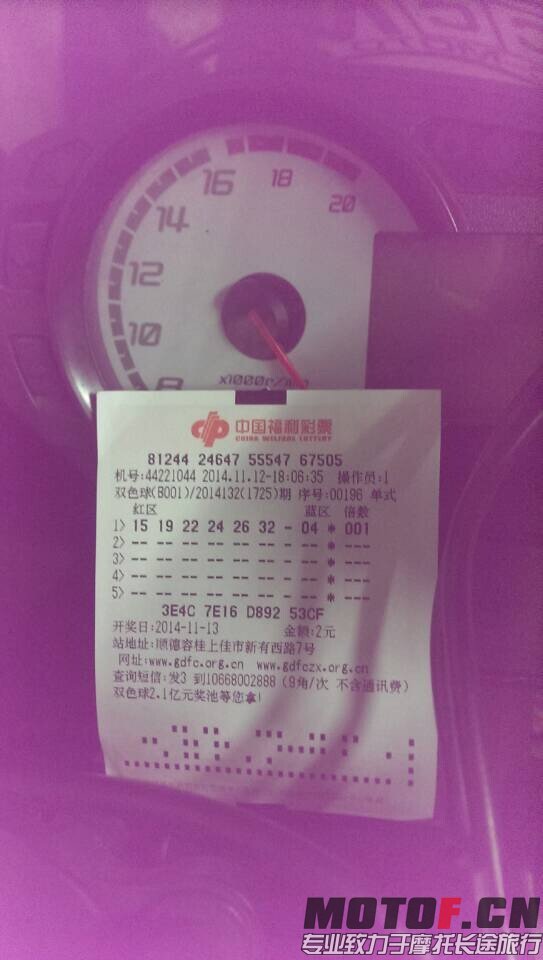 16
18
20
14
12
10
8
x1000r/min
中国福利彩票
CHINA WELFARE LOTTERY
81244 24647 55547 67505
机号:44221044 2014.11.12-18:06:35 操作员:1
双色球(B001)/2014132(1725)期 序号:00196 单式
红区 蓝区 倍数
1> 15 19 22 24 26 32 - 04 * 001
2> -- -- -- -- -- -- - -- * ---
3> -- -- -- -- -- -- - -- * ---
4> -- -- -- -- -- -- - -- * ---
5> -- -- -- -- -- -- - -- * ---
3E4C 7E16 D892 53CF
开奖日:2014-11-13 金额:2元
站地址:顺德容桂上佳市新有西路7号
网址:www.gdfc.org.cn www.gdfczx.org.cn
查询短信:发3 到10668002888 (9角/次 不含通讯费)
双色球2.1亿元奖池等您拿!
MOTOF.CN
专业致力于摩托长途旅行